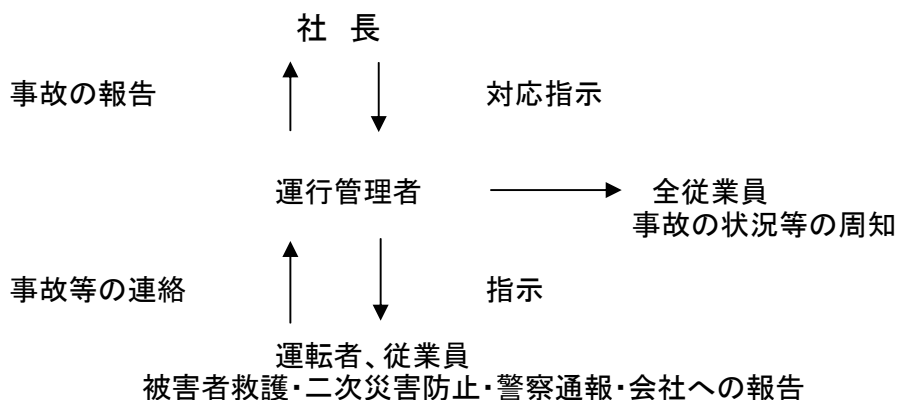 社 長
事故の報告
対応指示
運行管理者
全従業員
事故の状況等の周知
事故等の連絡
指示
運転者、従業員
被害者救護・二次災害防止・警察通報・会社への報告